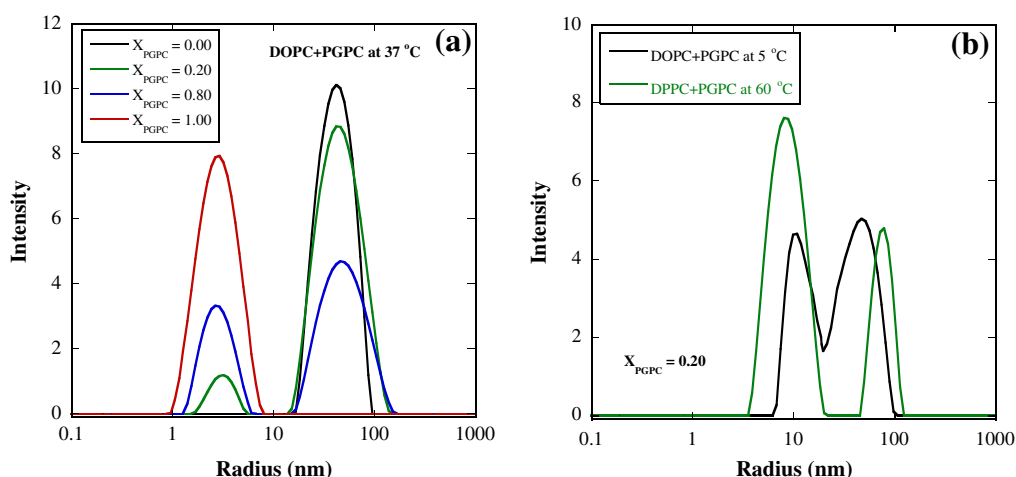 (a)
DOPC+PGPC at 37 °C
X_PGPC = 0.00
X_PGPC = 0.20
X_PGPC = 0.80
X_PGPC = 1.00
Intensity
12
10
8
6
4
2
0
0.1 1 10 100 1000
Radius (nm)
(b)
DOPC+PGPC at 5 °C
DPPC+PGPC at 60 °C
X_PGPC = 0.20
Intensity
10
8
6
4
2
0
0.1 1 10 100 1000
Radius (nm)